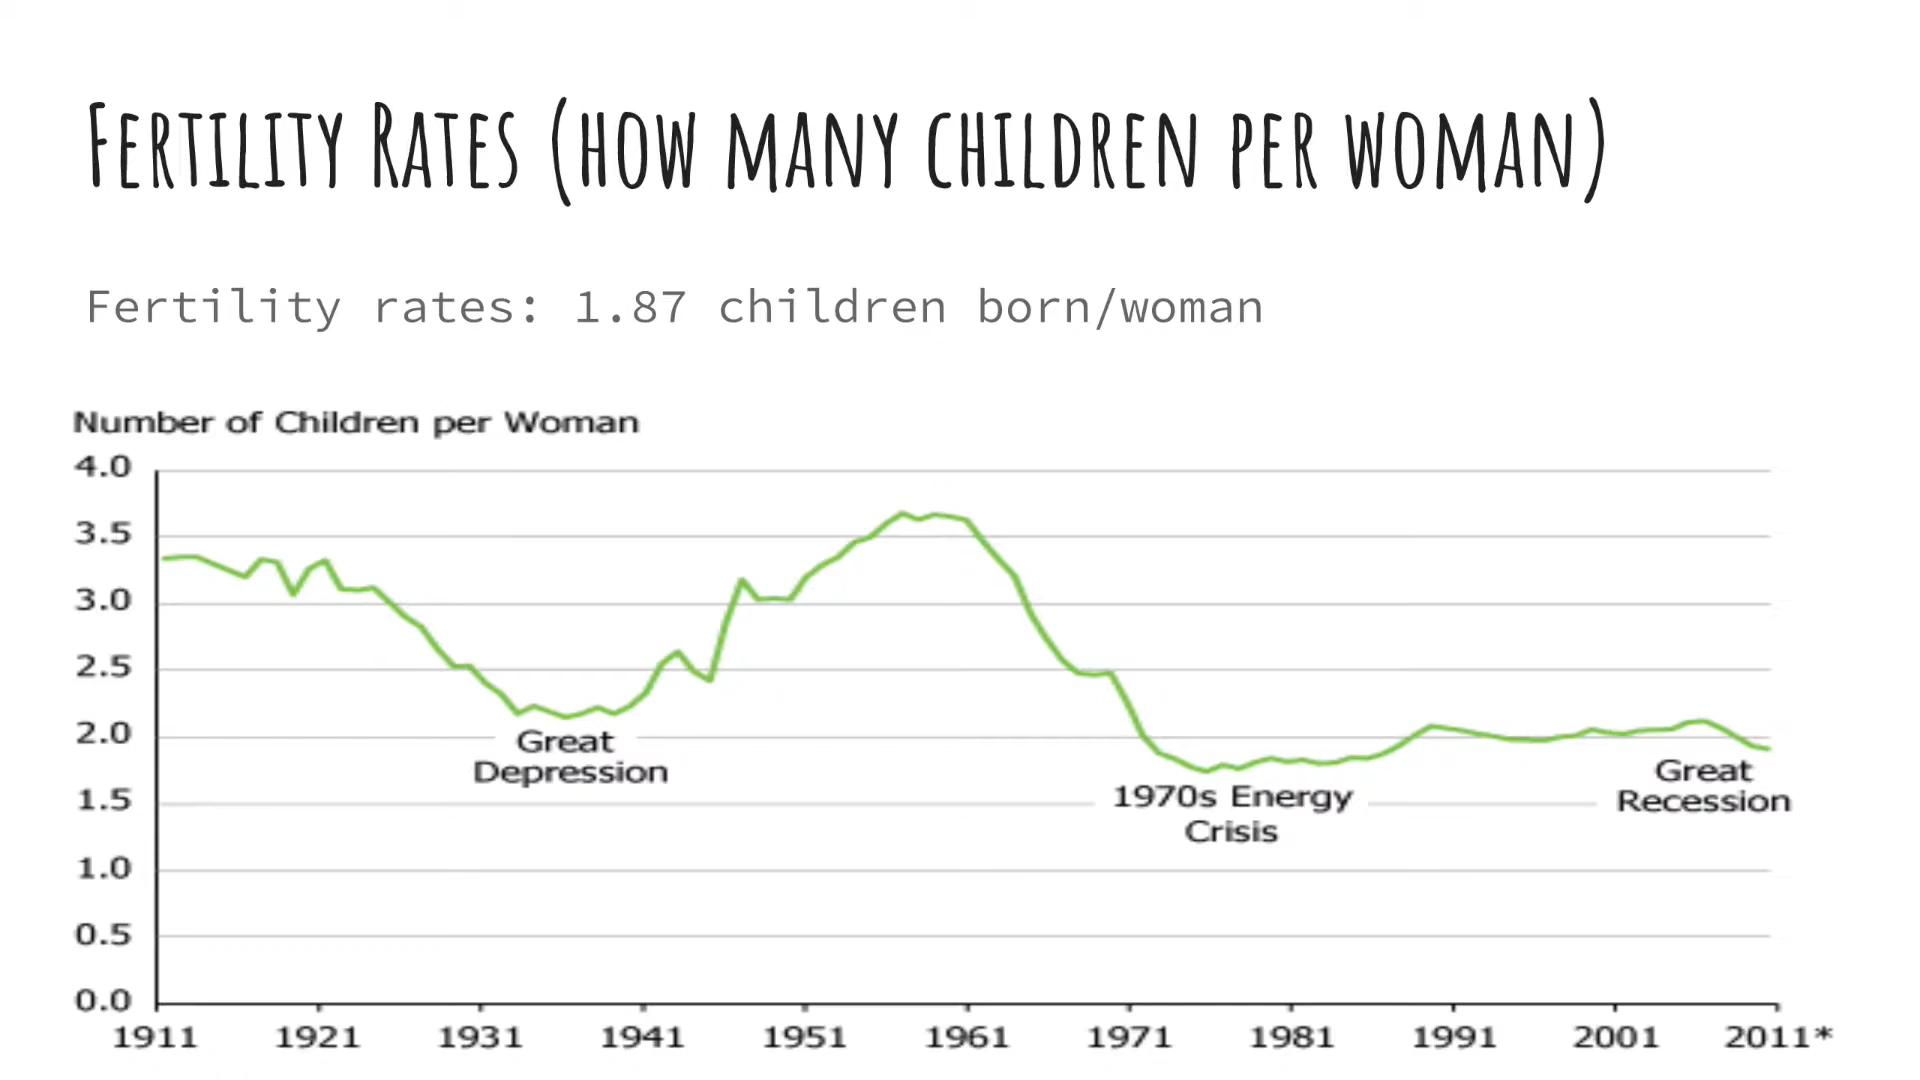 FERTILITY RATES (HOW MANY CHILDREN PER WOMAN)
Fertility rates: 1.87 children born/woman
Number of Children per Woman
4.0
3.5
3.0
2.5
2.0
1.5
1.0
0.5
0.0
Great
Depression
1970s Energy
Crisis
Great
Recession
1911 1921 1931 1941 1951 1961 1971 1981 1991 2001 2011*